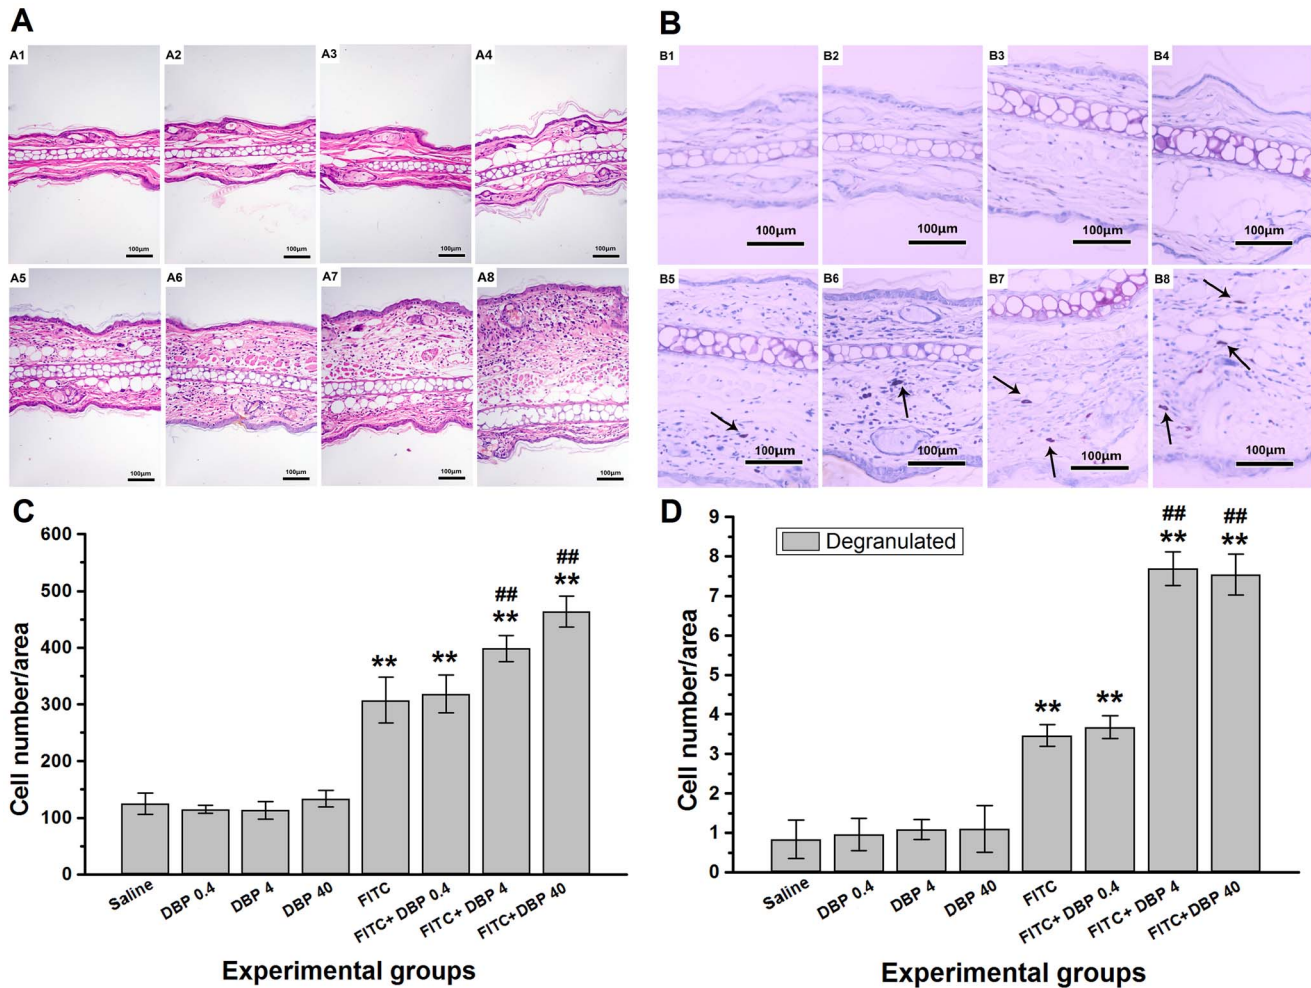 A
B
A1
A2
A3
A4
B1
B2
B3
B4
100μm
100μm
100μm
100μm
100μm
100μm
100μm
100μm
A5
A6
A7
A8
B5
B6
B7
B8
100μm
100μm
100μm
100μm
100μm
100μm
100μm
100μm
C
600
500
400
300
200
100
0
Cell number/area
**
**
##
**
##
**
Saline
DBP 0.4
DBP 4
DBP 40
FITC
FITC+ DBP 0.4
FITC+ DBP 4
FITC+DBP 40
Experimental groups
D
9
8
7
6
5
4
3
2
1
0
Cell number/area
Degranulated
**
**
##
**
##
**
Saline
DBP 0.4
DBP 4
DBP 40
FITC
FITC+ DBP 0.4
FITC+ DBP 4
FITC+DBP 40
Experimental groups